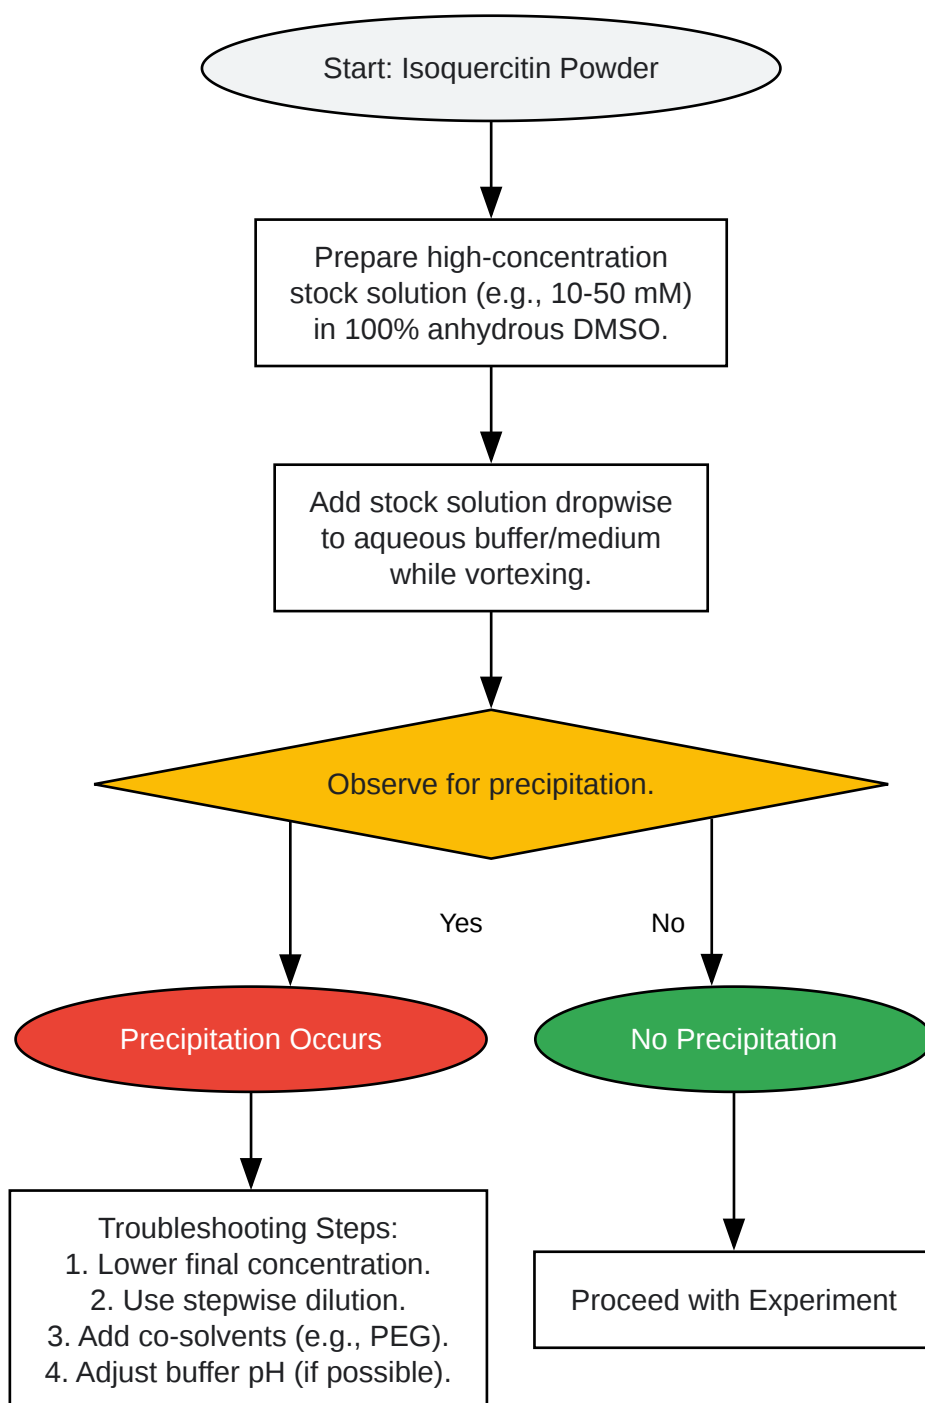 Start: Isoquercitin Powder
Prepare high-concentration
stock solution (e.g., 10-50 mM)
in 100% anhydrous DMSO.
Add stock solution dropwise
to aqueous buffer/medium
while vortexing.
Observe for precipitation.
Yes
No
Precipitation Occurs
No Precipitation
Troubleshooting Steps:
1. Lower final concentration.
2. Use stepwise dilution.
3. Add co-solvents (e.g., PEG).
4. Adjust buffer pH (if possible).
Proceed with Experiment